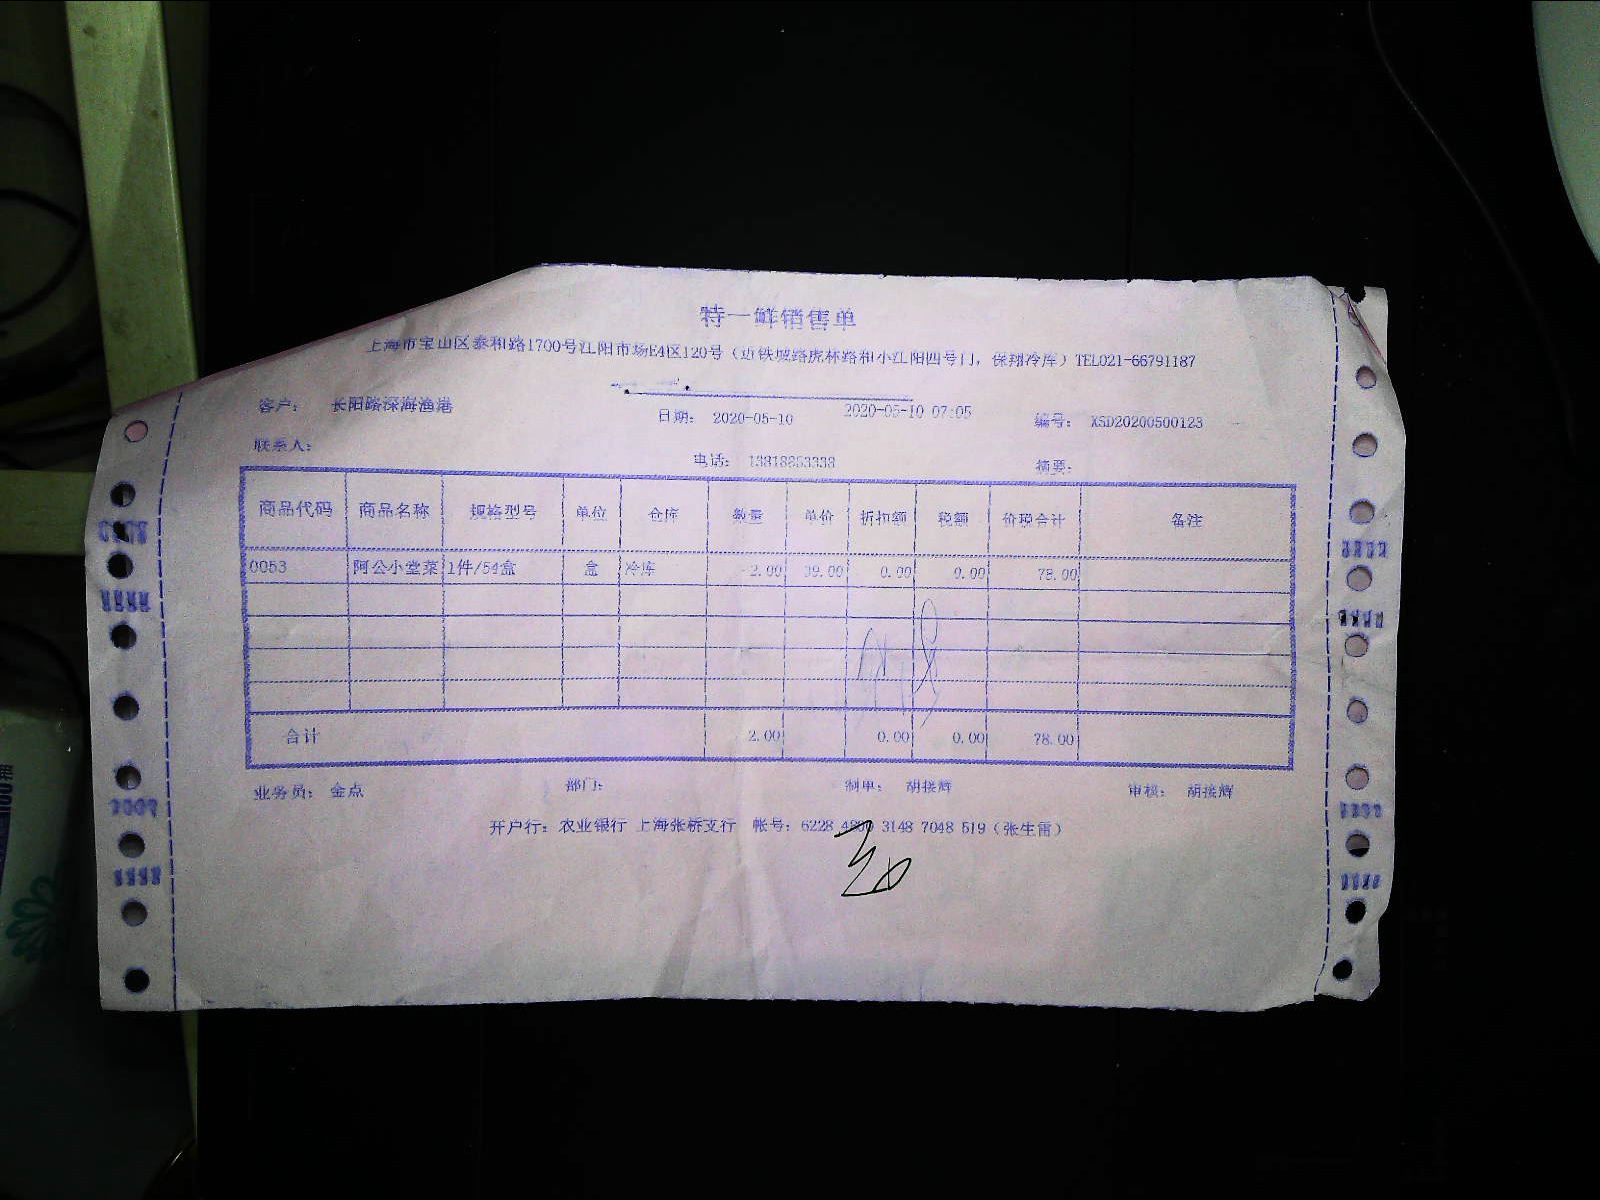 特一鲜销售单
上海市宝山区泰和路1700号江阳市场E4区120号（近铁城路虎林路和小江阳四号门，保翔冷库）TEL021-66791187
客户： 长阳路深海渔港 日期： 2020-05-10 2020-05-10 07:05 编号： XSD20200500123
联系人： 电话： 13818853338 摘要：
商品代码 商品名称 规格型号 单位 仓库 数量 单价 折扣额 税额 价税合计 备注
0053 阿公小堂菜 1件/54盒 盒 冷库 2.00 39.00 0.00 0.00 78.00
合计 2.00 0.00 0.00 78.00
业务员： 金点 部门： 制单： 胡接辉 审核： 胡接辉
开户行：农业银行 上海张桥支行 帐号：6228 4800 3148 7048 519（张生雷）